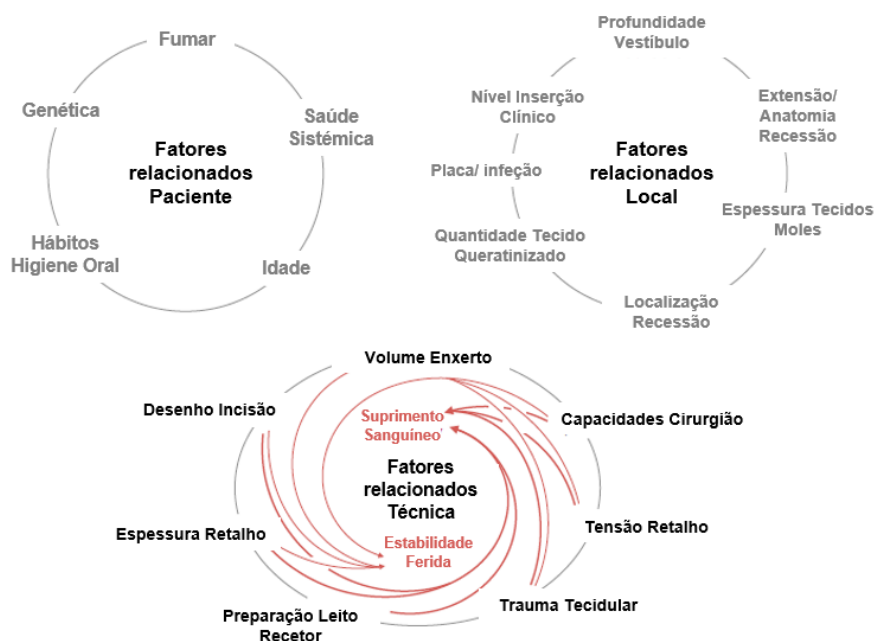 Fumar
Genética
Saúde
Sistémica
Fatores
relacionados
Paciente
Hábitos
Higiene Oral
Idade
Profundidade
Vestíbulo
Nível Inserção
Clínico
Extensão/
Anatomia
Recessão
Fatores
relacionados
Local
Placa/ infeção
Espessura Tecidos
Moles
Quantidade Tecido
Queratinizado
Localização
Recessão
Volume Enxerto
Desenho Incisão
Suprimento
Sanguíneo'
Capacidades Cirurgião
Fatores
relacionados
Técnica
Espessura Retalho
Tensão Retalho
Estabilidade
Ferida
Preparação Leito
Recetor
Trauma Tecidular